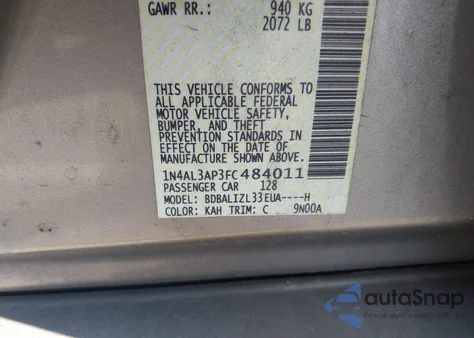 GAWR RR.: 940 KG
2072 LB
THIS VEHICLE CONFORMS TO
ALL APPLICABLE FEDERAL
MOTOR VEHICLE SAFETY,
BUMPER, AND THEFT
PREVENTION STANDARDS IN
EFFECT ON THE DATE OF
MANUFACTURE SHOWN ABOVE.
1N4AL3AP3FC484011
PASSENGER CAR 128
MODEL: BDBALIZL33EUA----H
COLOR: KAH TRIM: C 9N00A
autoSnap